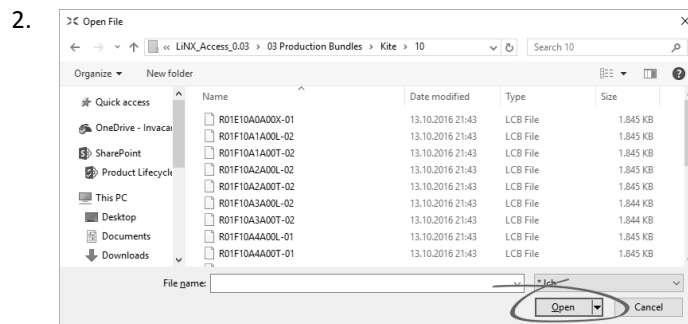 2.
Open File
« LiNX_Access_0.03 > 03 Production Bundles > Kite > 10
Search 10
Organize
New folder
Name Date modified Type Size
Quick access
OneDrive - Invacar
SharePoint
Product Lifecycle
This PC
Desktop
Documents
Downloads
R01E10A0A00X-01 13.10.2016 21:43 LCB File 1.845 KB
R01F10A1A00L-02 13.10.2016 21:43 LCB File 1.845 KB
R01F10A1A00T-02 13.10.2016 21:43 LCB File 1.845 KB
R01F10A2A00L-02 13.10.2016 21:43 LCB File 1.845 KB
R01F10A2A00T-02 13.10.2016 21:43 LCB File 1.845 KB
R01F10A3A00L-02 13.10.2016 21:43 LCB File 1.844 KB
R01F10A3A00T-02 13.10.2016 21:43 LCB File 1.844 KB
R01F10A4A00L-01 13.10.2016 21:43 LCB File 1.845 KB
R01F10A4A00T-01 13.10.2016 21:43 LCB File 1.845 KB
File name:
Open Cancel